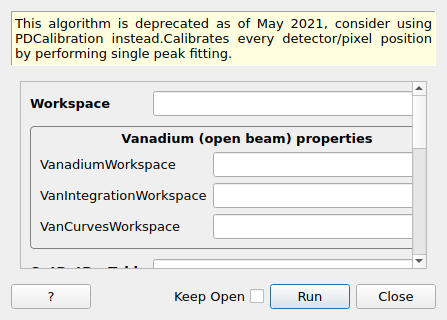 This algorithm is deprecated as of May 2021, consider using
PDCalibration instead.Calibrates every detector/pixel position
by performing single peak fitting.
Workspace
Vanadium (open beam) properties
VanadiumWorkspace
VanIntegrationWorkspace
VanCurvesWorkspace
?
Keep Open
Run
Close